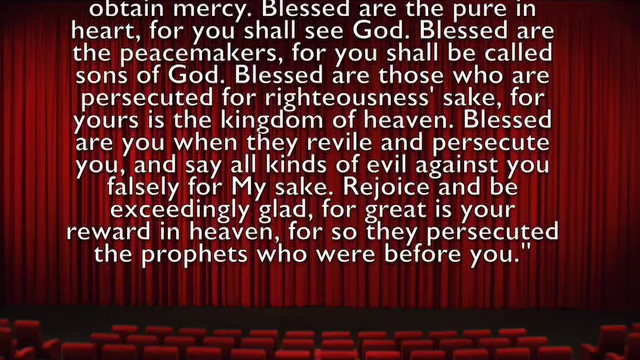 obtain mercy. Blessed are the pure in
heart, for you shall see God. Blessed are
the peacemakers, for you shall be called
sons of God. Blessed are those who are
persecuted for righteousness' sake, for
yours is the kingdom of heaven. Blessed
are you when they revile and persecute
you, and say all kinds of evil against you
falsely for My sake. Rejoice and be
exceedingly glad, for great is your
reward in heaven, for so they persecuted
the prophets who were before you."